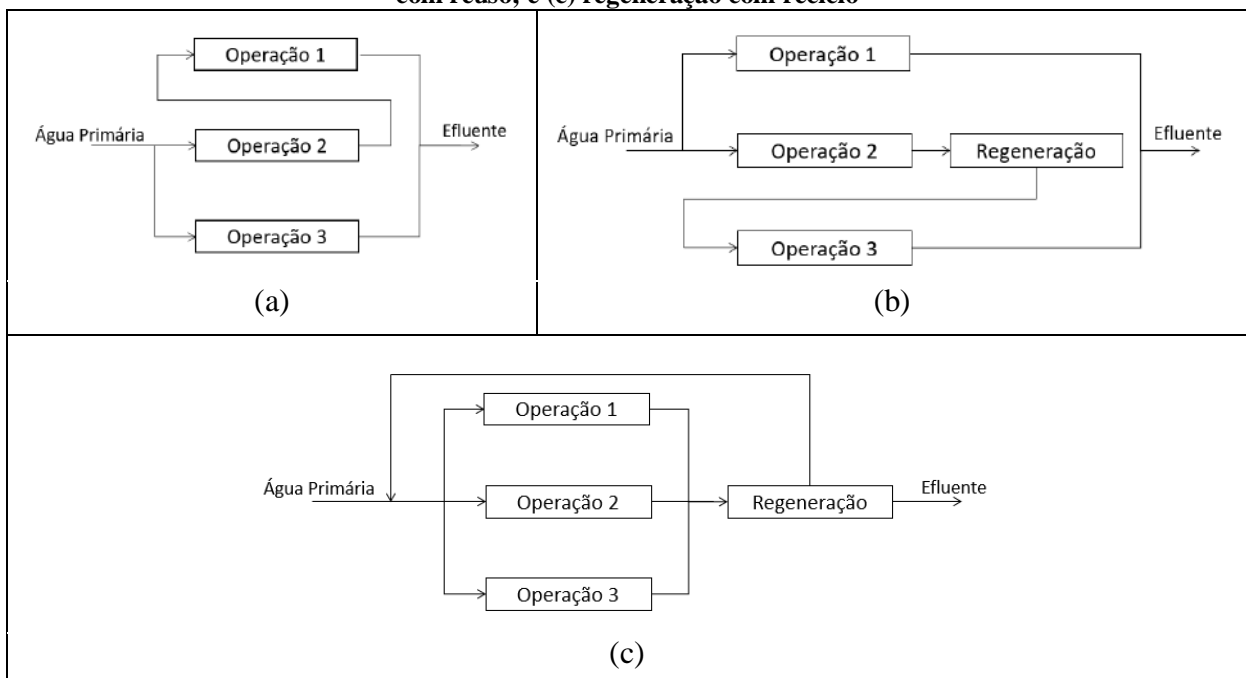 com reuso, e (c) regeneração com reciclo
Operação 1
Água Primária
Operação 2
Efluente
Operação 3
(a)
Operação 1
Água Primária
Operação 2
Regeneração
Efluente
Operação 3
(b)
Operação 1
Água Primária
Operação 2
Regeneração
Efluente
Operação 3
(c)